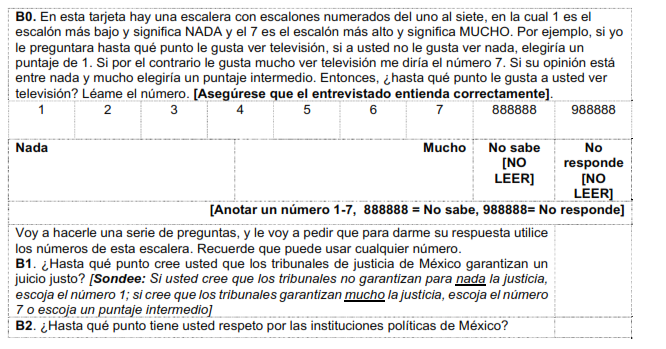 B0. En esta tarjeta hay una escalera con escalones numerados del uno al siete, en la cual 1 es el
escalón más bajo y significa NADA y el 7 es el escalón más alto y significa MUCHO. Por ejemplo, si yo
le preguntara hasta qué punto le gusta ver televisión, si a usted no le gusta ver nada, elegiría un
puntaje de 1. Si por el contrario le gusta mucho ver televisión me diría el número 7. Si su opinión está
entre nada y mucho elegiría un puntaje intermedio. Entonces, ¿hasta qué punto le gusta a usted ver
televisión? Léame el número. [Asegúrese que el entrevistado entienda correctamente].
1 2 3 4 5 6 7 888888 988888
Nada Mucho No sabe No
[NO responde
LEER] [NO
LEER]
[Anotar un número 1-7, 888888 = No sabe, 988888= No responde]
Voy a hacerle una serie de preguntas, y le voy a pedir que para darme su respuesta utilice
los números de esta escalera. Recuerde que puede usar cualquier número.
B1. ¿Hasta qué punto cree usted que los tribunales de justicia de México garantizan un
juicio justo? [Sondee: Si usted cree que los tribunales no garantizan para nada la justicia,
escoja el número 1; si cree que los tribunales garantizan mucho la justicia, escoja el número
7 o escoja un puntaje intermedio]
B2. ¿Hasta qué punto tiene usted respeto por las instituciones políticas de México?